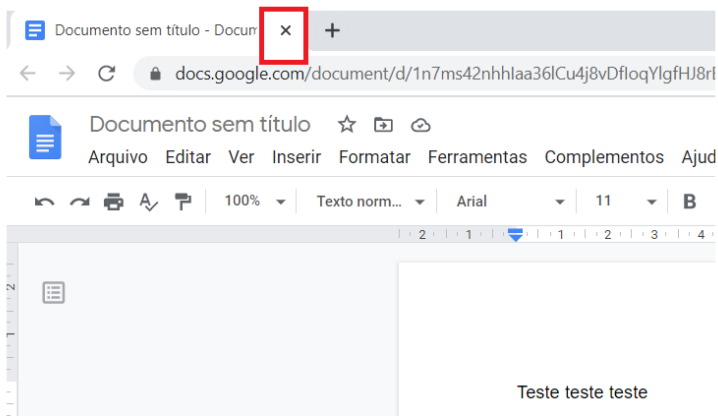 Documento sem título - Docum
docs.google.com/document/d/1n7ms42nhhIaa36lCu4j8vDfIoqYlgfHJ8r
Documento sem título
Arquivo Editar Ver Inserir Formatar Ferramentas Complementos Ajud
100% Texto norm... Arial 11 B
2 1 1 2 3 4
2
1
Teste teste teste